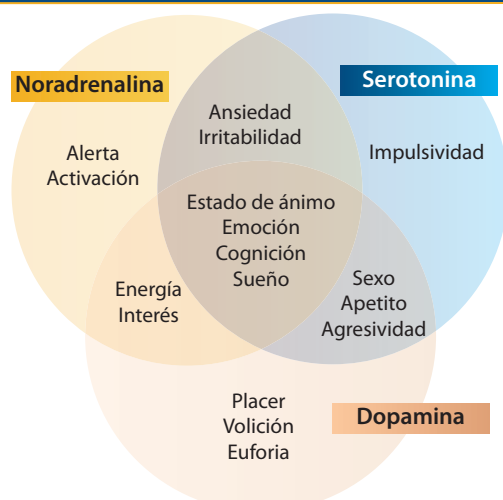 Noradrenalina
Serotonina
Ansiedad
Irritabilidad
Alerta
Activación
Impulsividad
Estado de ánimo
Emoción
Cognición
Sueño
Energía
Interés
Sexo
Apetito
Agresividad
Placer
Volición
Euforia
Dopamina